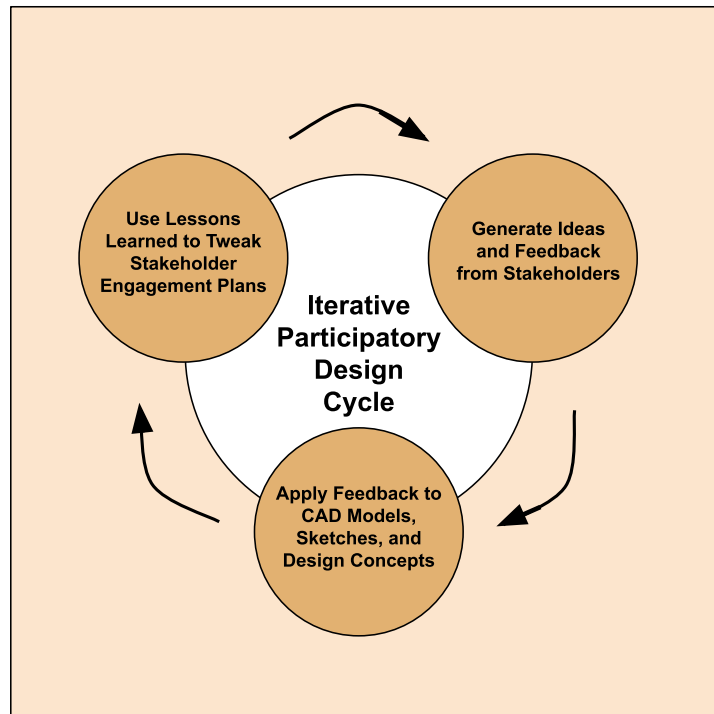 Use Lessons
Learned to Tweak
Stakeholder
Engagement Plans
Generate Ideas
and Feedback
from Stakeholders
Iterative
Participatory
Design
Cycle
Apply Feedback to
CAD Models,
Sketches, and
Design Concepts